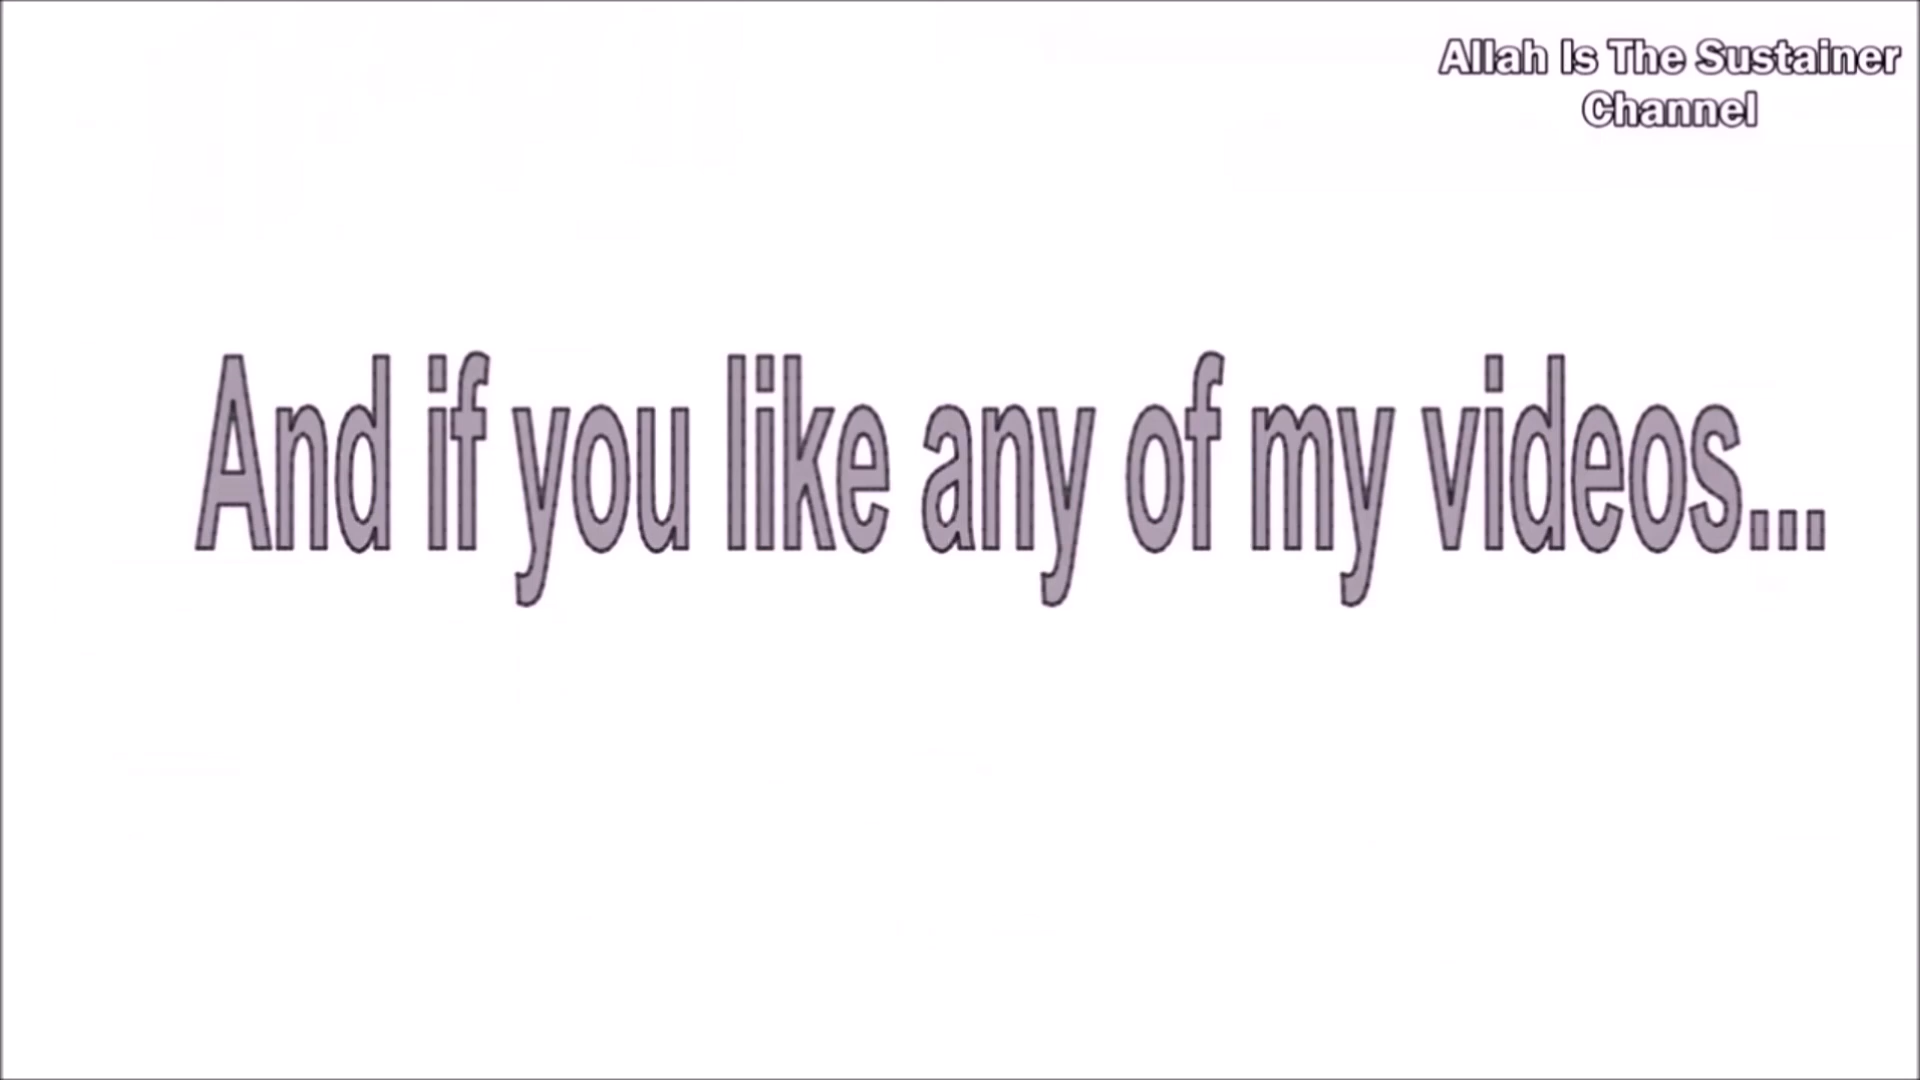 Allah Is The Sustainer
Channel
And if you like any of my videos...